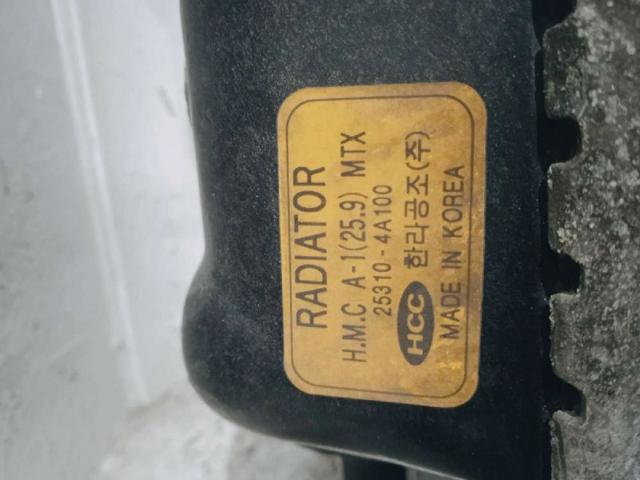 RADIATOR
H.M.C A-1(25.9) MTX
25310-4A100
HCC 한라공조(주)
MADE IN KOREA